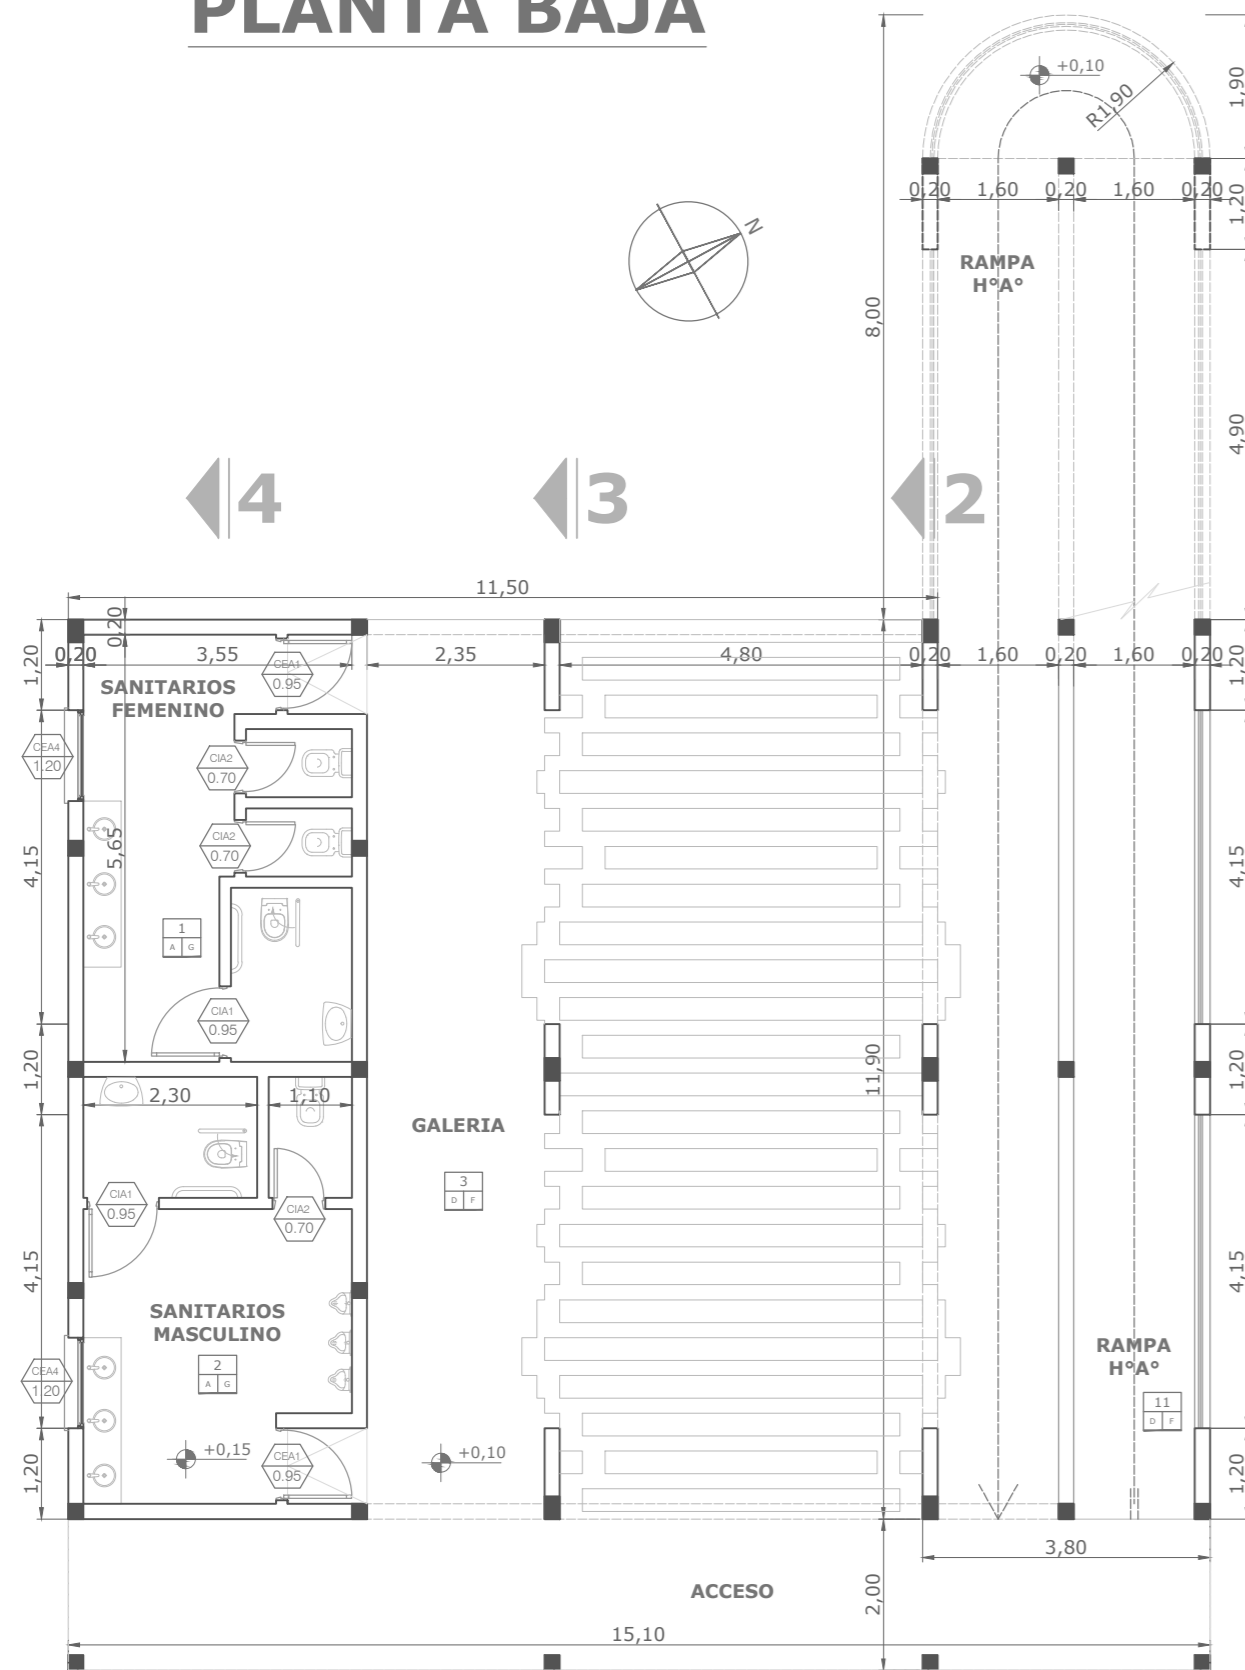 PLANTA BAJA
+0,10
R1,90
1,90
0,20 1,60 0,20 1,60 0,20
1,20
N
RAMPA
H°A°
8,00
4,90
4 3 2
11,50
0,20
1,20
0,20 3,55 2,35 4,80 0,20 1,60 0,20 1,60 0,20
1,20
CEA1
0.95
SANITARIOS
FEMENINO
CEA4
1.20
CIA2
0.70
CIA2
0.70
5,65
4,15
4,15
1
A G
CIA1
0.95
1,20
11,90
1,20
2,30 1,10
GALERIA
3
D F
CIA1
0.95
CIA2
0.70
4,15
4,15
SANITARIOS
MASCULINO
2
A G
RAMPA
H°A°
11
D F
CEA4
1.20
+0,15
CEA1
0.95
+0,10
1,20
1,20
3,80
ACCESO
2,00
15,10